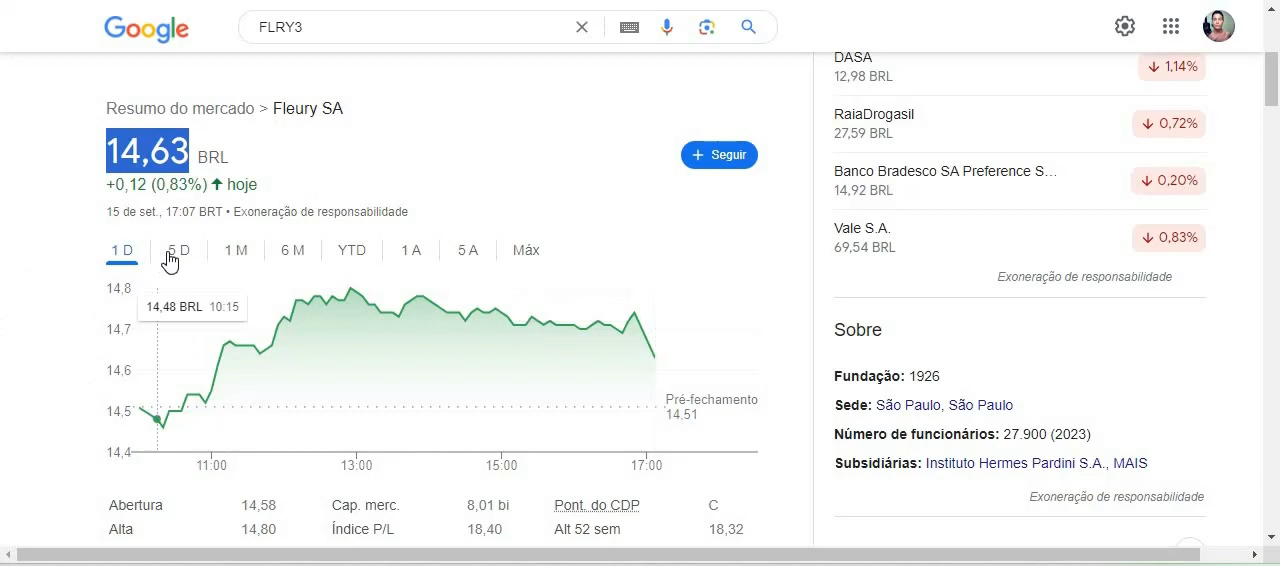 Google
FLRY3
Resumo do mercado > Fleury SA
14,63 BRL
+ Seguir
+0,12 (0,83%) hoje
15 de set., 17:07 BRT • Exoneração de responsabilidade
1 D 5 D 1 M 6 M YTD 1 A 5 A Máx
14,48 BRL 10:15
14,8
14,7
14,6
14,5
14,4
Pré-fechamento
14,51
11:00 13:00 15:00 17:00
Abertura 14,58 Cap. merc. 8,01 bi Pont. do CDP C
Alta 14,80 Índice P/L 18,40 Alt 52 sem 18,32
DASA
12,98 BRL
1,14%
RaiaDrogasil
27,59 BRL
0,72%
Banco Bradesco SA Preference S...
14,92 BRL
0,20%
Vale S.A.
69,54 BRL
0,83%
Exoneração de responsabilidade
Sobre
Fundação: 1926
Sede: São Paulo, São Paulo
Número de funcionários: 27.900 (2023)
Subsidiárias: Instituto Hermes Pardini S.A., MAIS
Exoneração de responsabilidade